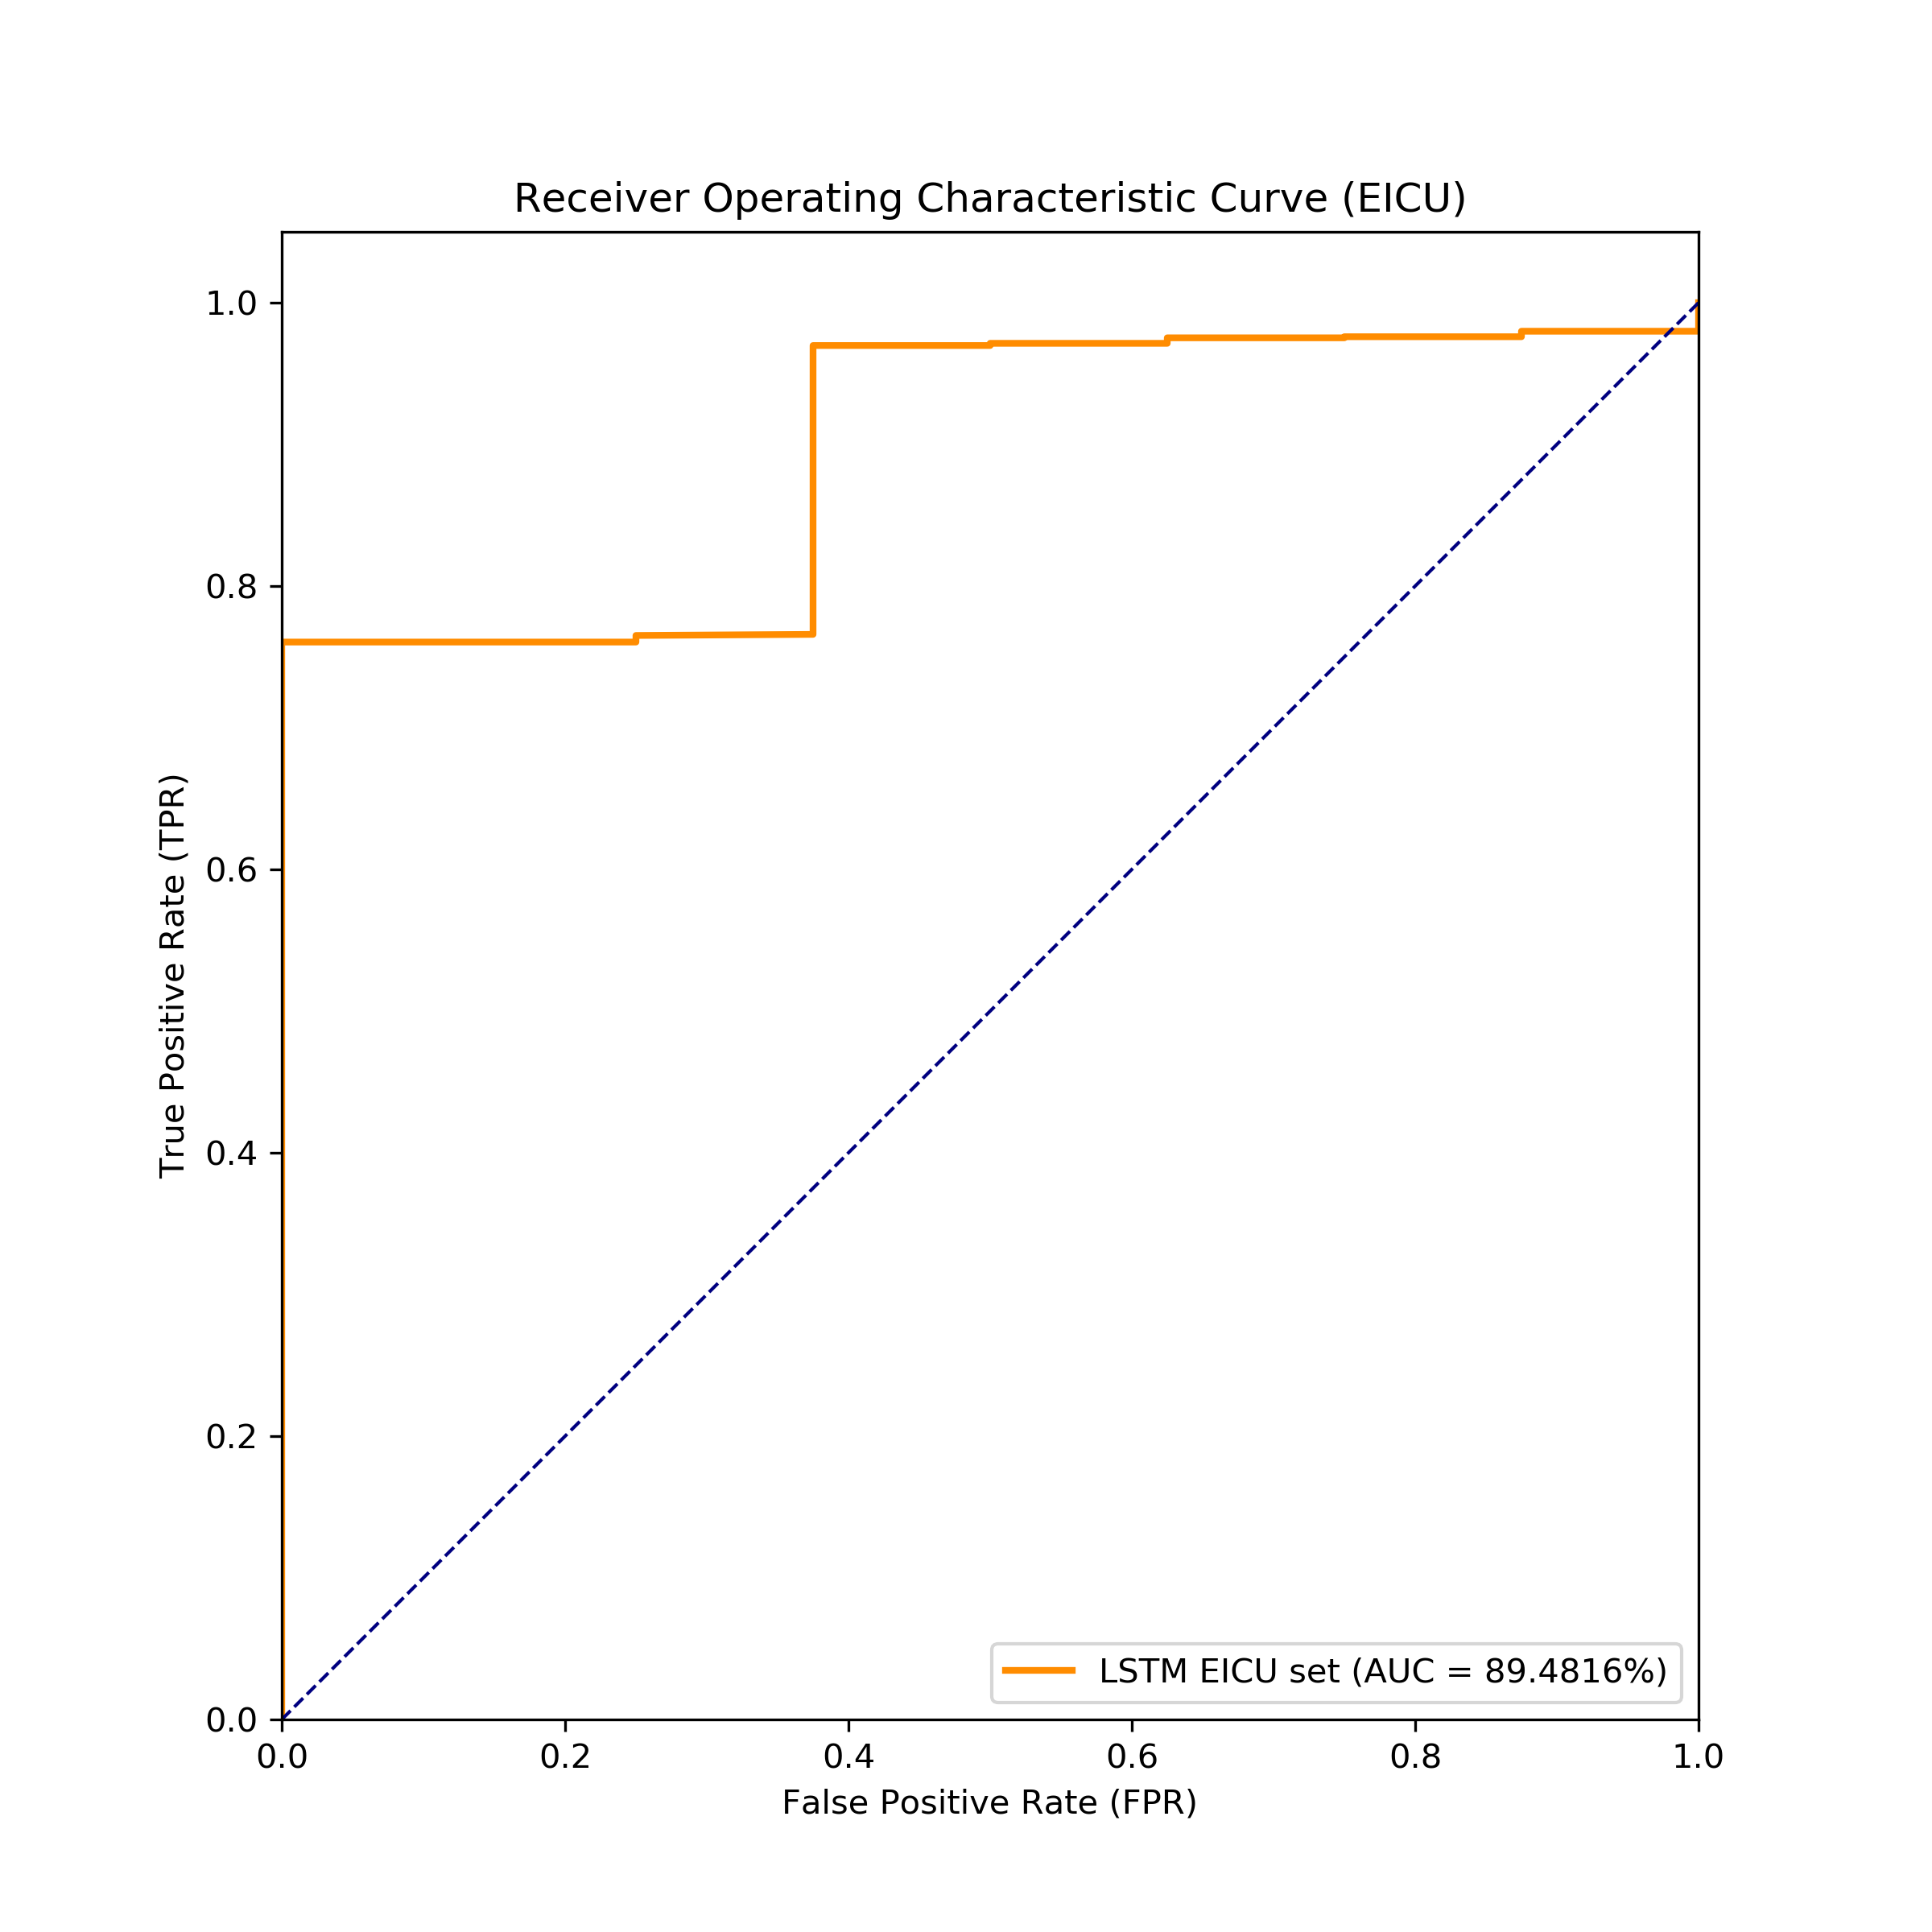 Receiver Operating Characteristic Curve (EICU)
1.0
0.8
0.6
0.4
0.2
0.0
True Positive Rate (TPR)
LSTM EICU set (AUC = 89.4816%)
0.0 0.2 0.4 0.6 0.8 1.0
False Positive Rate (FPR)